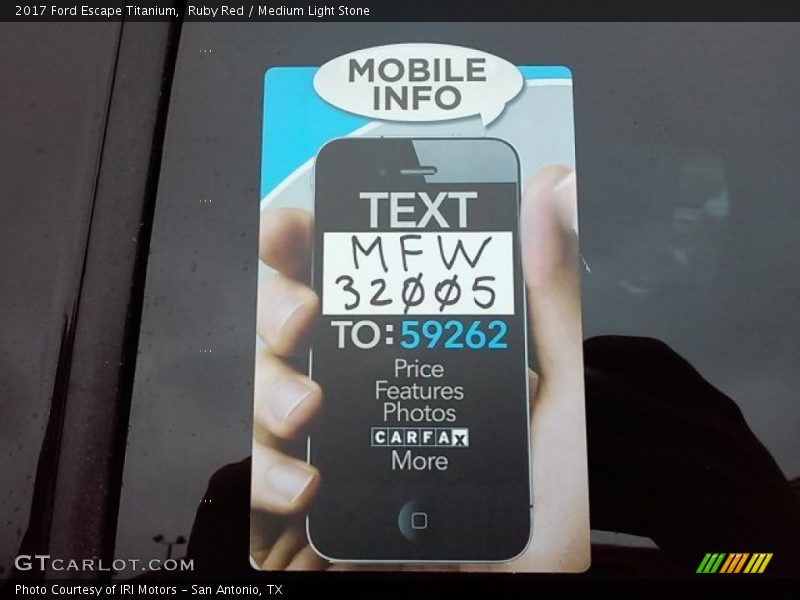 2017 Ford Escape Titanium,  Ruby Red / Medium Light Stone
MOBILE
INFO
TEXT
MFW
32005
TO: 59262
Price
Features
Photos
CARFAX
More
GTCARLOT.COM
Photo Courtesy of IRI Motors - San Antonio, TX